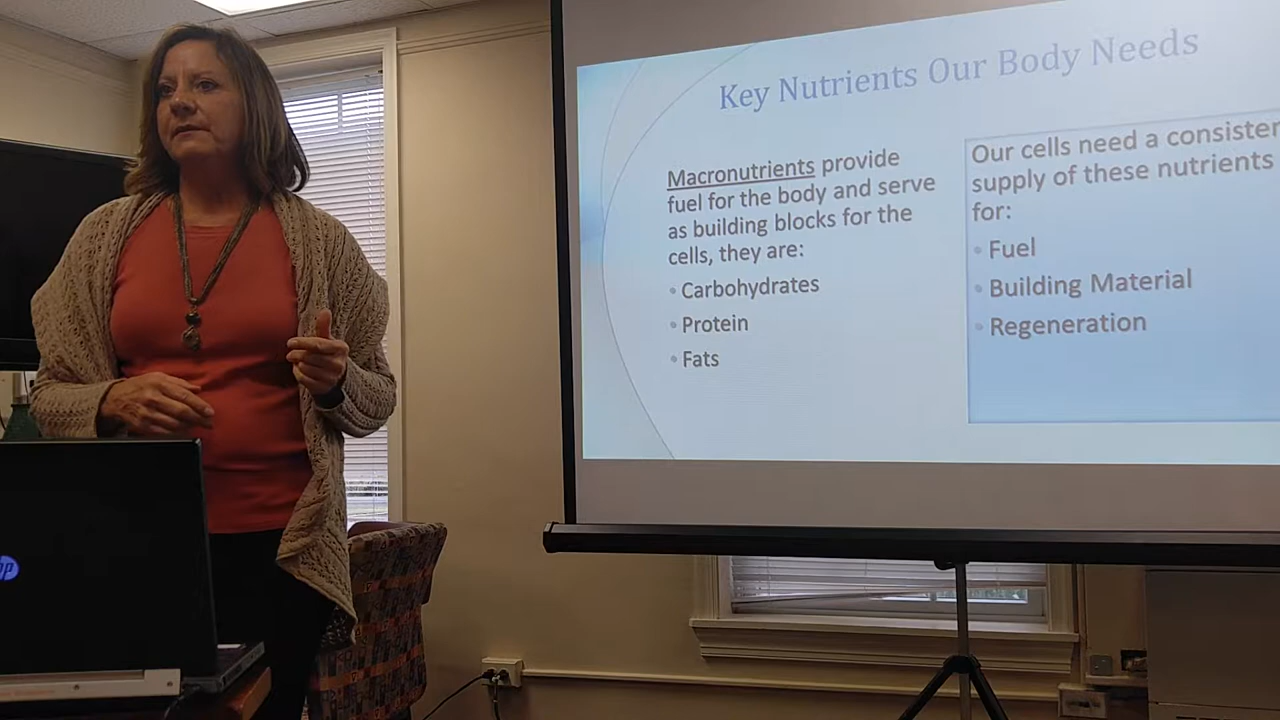 Key Nutrients Our Body Needs
Macronutrients provide
fuel for the body and serve
as building blocks for the
cells, they are:
• Carbohydrates
• Protein
• Fats
Our cells need a consisten
supply of these nutrients
for:
• Fuel
• Building Material
• Regeneration
hp